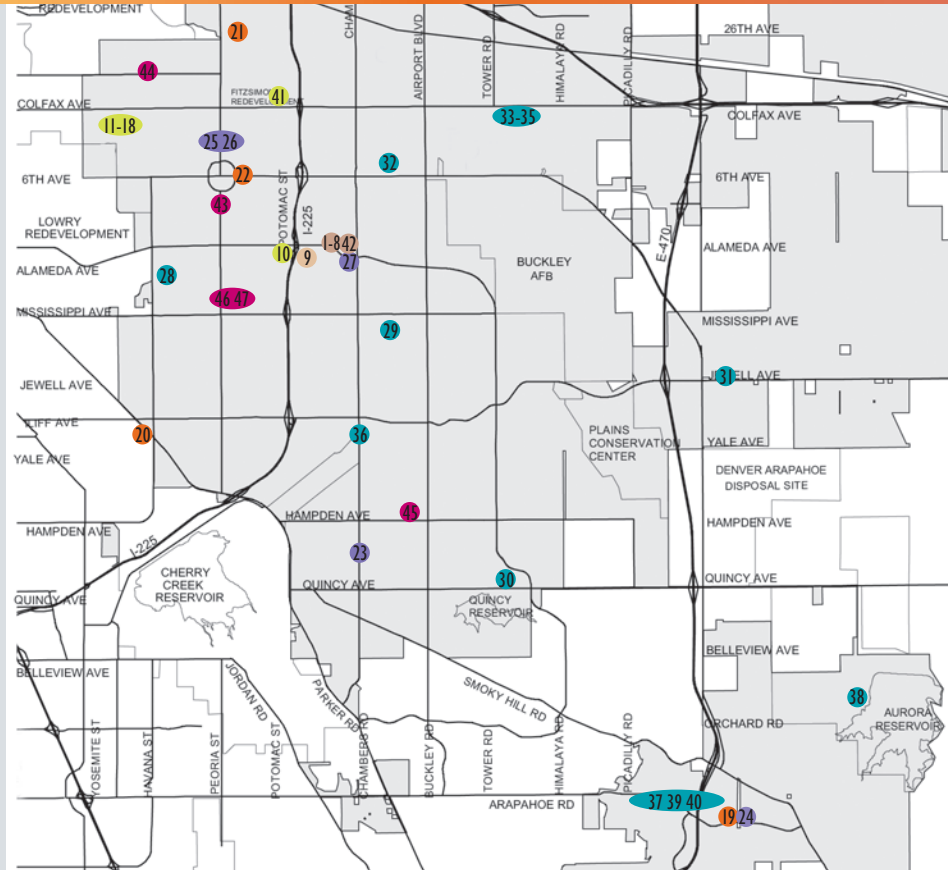 REDEVELOPMENT
21
CHAM
AIRPORT BLVD
TOWER RD
HIMALAYA RD
PICADILLY RD
26TH AVE
44
FITZSIMO
REDEVELOPMENT
41
COLFAX AVE
33-35
COLFAX AVE
11-18
25 26
32
6TH AVE
22
6TH AVE
43
POTOMAC ST
I-225
LOWRY
REDEVELOPMENT
1-8 42
10
9
27
E-470
ALAMEDA AVE
BUCKLEY
AFB
ALAMEDA AVE
28
46 47
MISSISSIPPI AVE
29
MISSISSIPPI AVE
31
JEWELL AVE
JEWELL AVE
ILIFF AVE
20
36
PLAINS
CONSERVATION
CENTER
YALE AVE
YALE AVE
DENVER ARAPAHOE
DISPOSAL SITE
45
HAMPDEN AVE
HAMPDEN AVE
HAMPDEN AVE
I-225
23
CHERRY
CREEK
RESERVOIR
QUINCY AVE
30
QUINCY AVE
QUINCY AVE
QUINCY
RESERVOIR
BELLEVIEW AVE
BELLEVIEW AVE
JORDAN RD
PARKER RD
SMOKY HILL RD
38
AURORA
RESERVOIR
ORCHARD RD
YOSEMITE ST
HAVANA ST
PEORIA ST
POTOMAC ST
CHAMBERS RD
BUCKLEY RD
TOWER RD
HIMALAYA RD
PICADILLY RD
ARAPAHOE RD
37 39 40
19 24